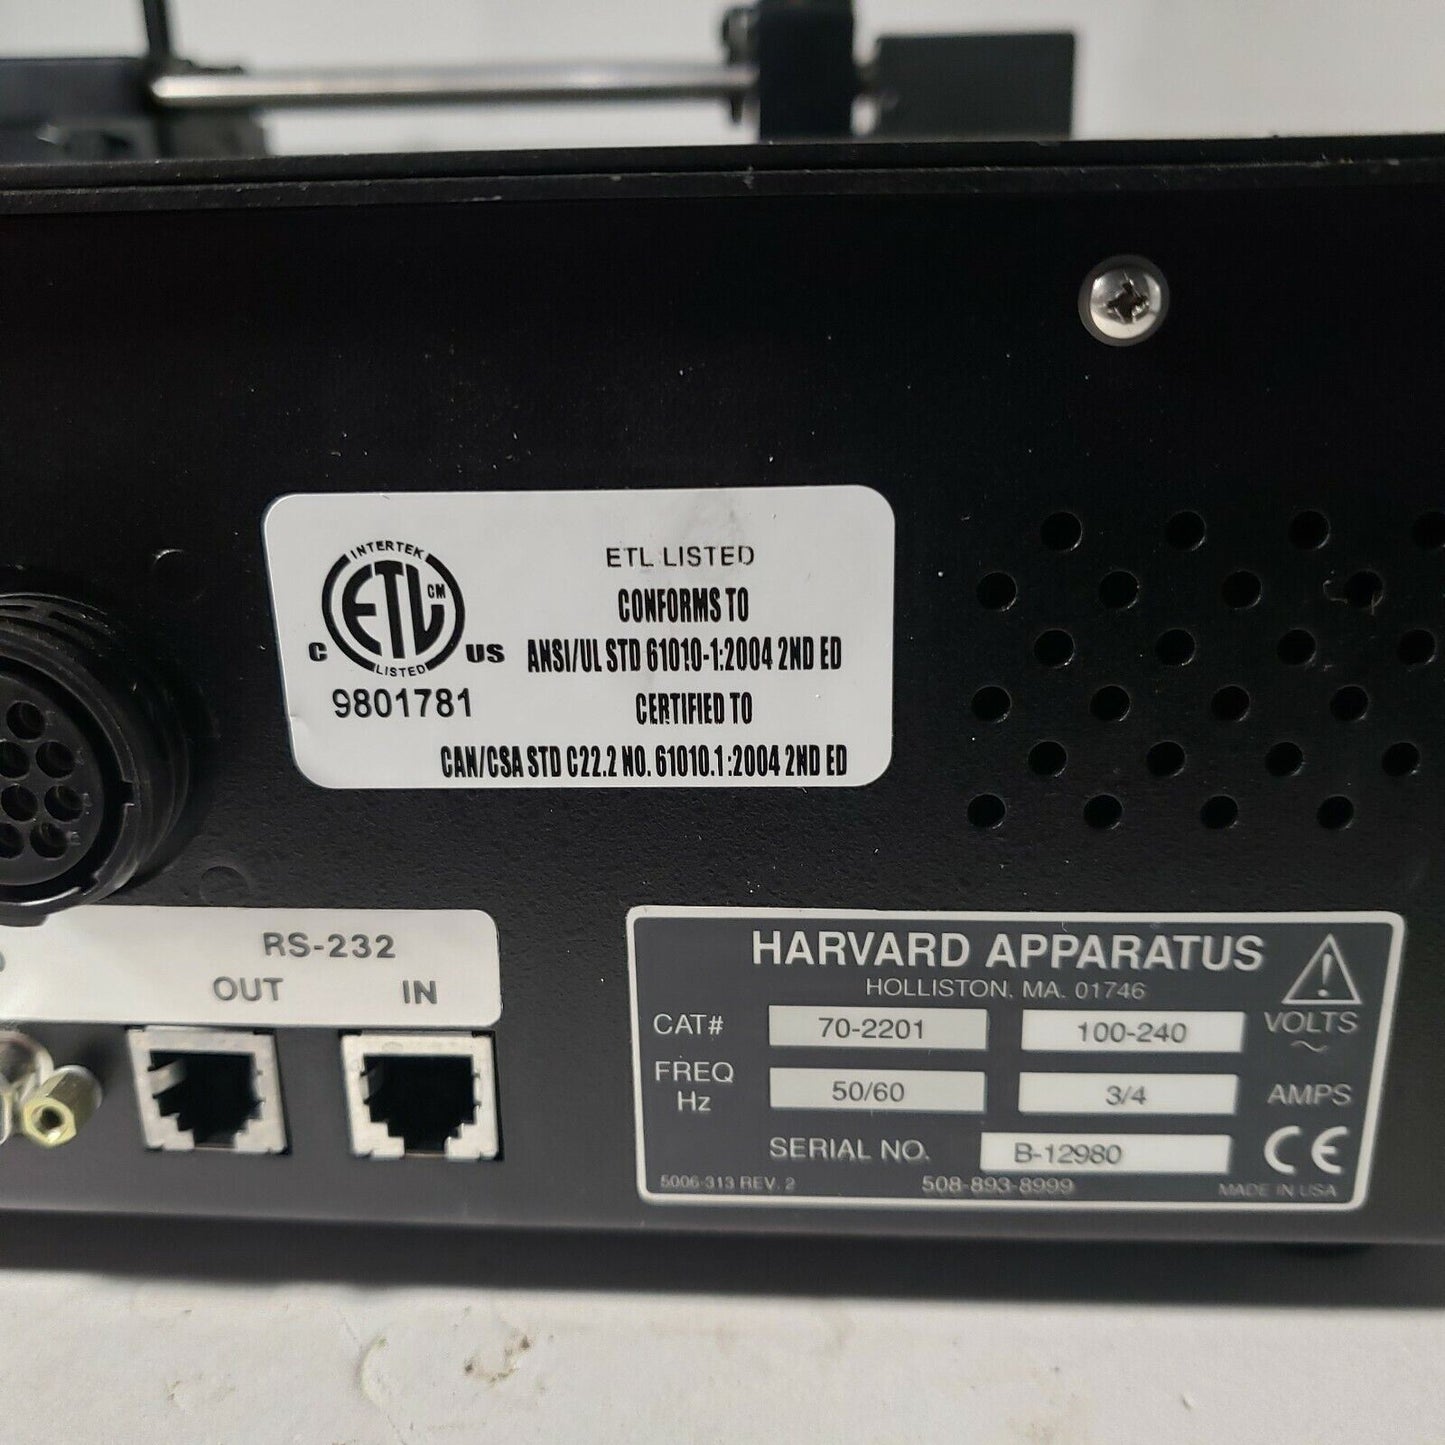 INTERTEK
ETL CM
LISTED
C US
9801781
ETL LISTED
CONFORMS TO
ANSI/UL STD 61010-1:2004 2ND ED
CERTIFIED TO
CAN/CSA STD C22.2 NO. 61010.1:2004 2ND ED
RS-232
OUT IN
HARVARD APPARATUS
HOLLISTON, MA. 01746
CAT# 70-2201 100-240 VOLTS ~
FREQ Hz 50/60 3/4 AMPS
SERIAL NO. B-12980 CE
5006-313 REV. 2 508-893-8999 MADE IN USA